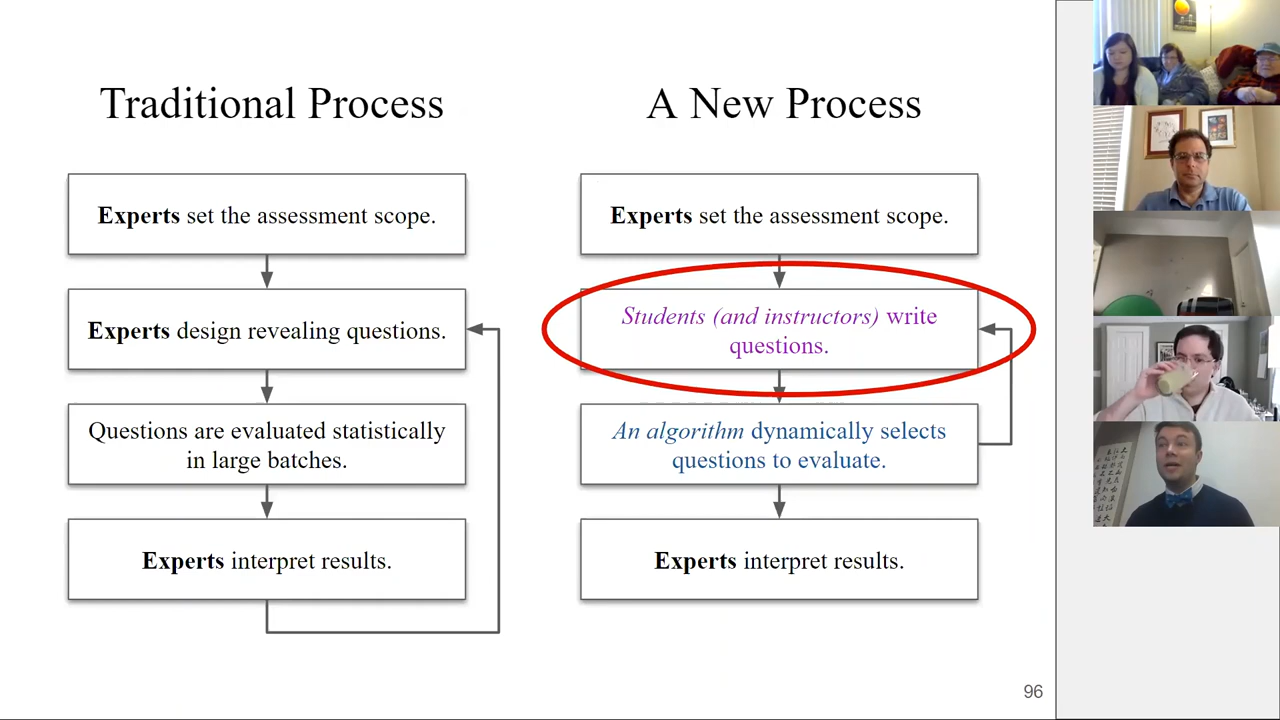 Traditional Process
Experts set the assessment scope.
Experts design revealing questions.
Questions are evaluated statistically
in large batches.
Experts interpret results.
A New Process
Experts set the assessment scope.
Students (and instructors) write
questions.
An algorithm dynamically selects
questions to evaluate.
Experts interpret results.
96